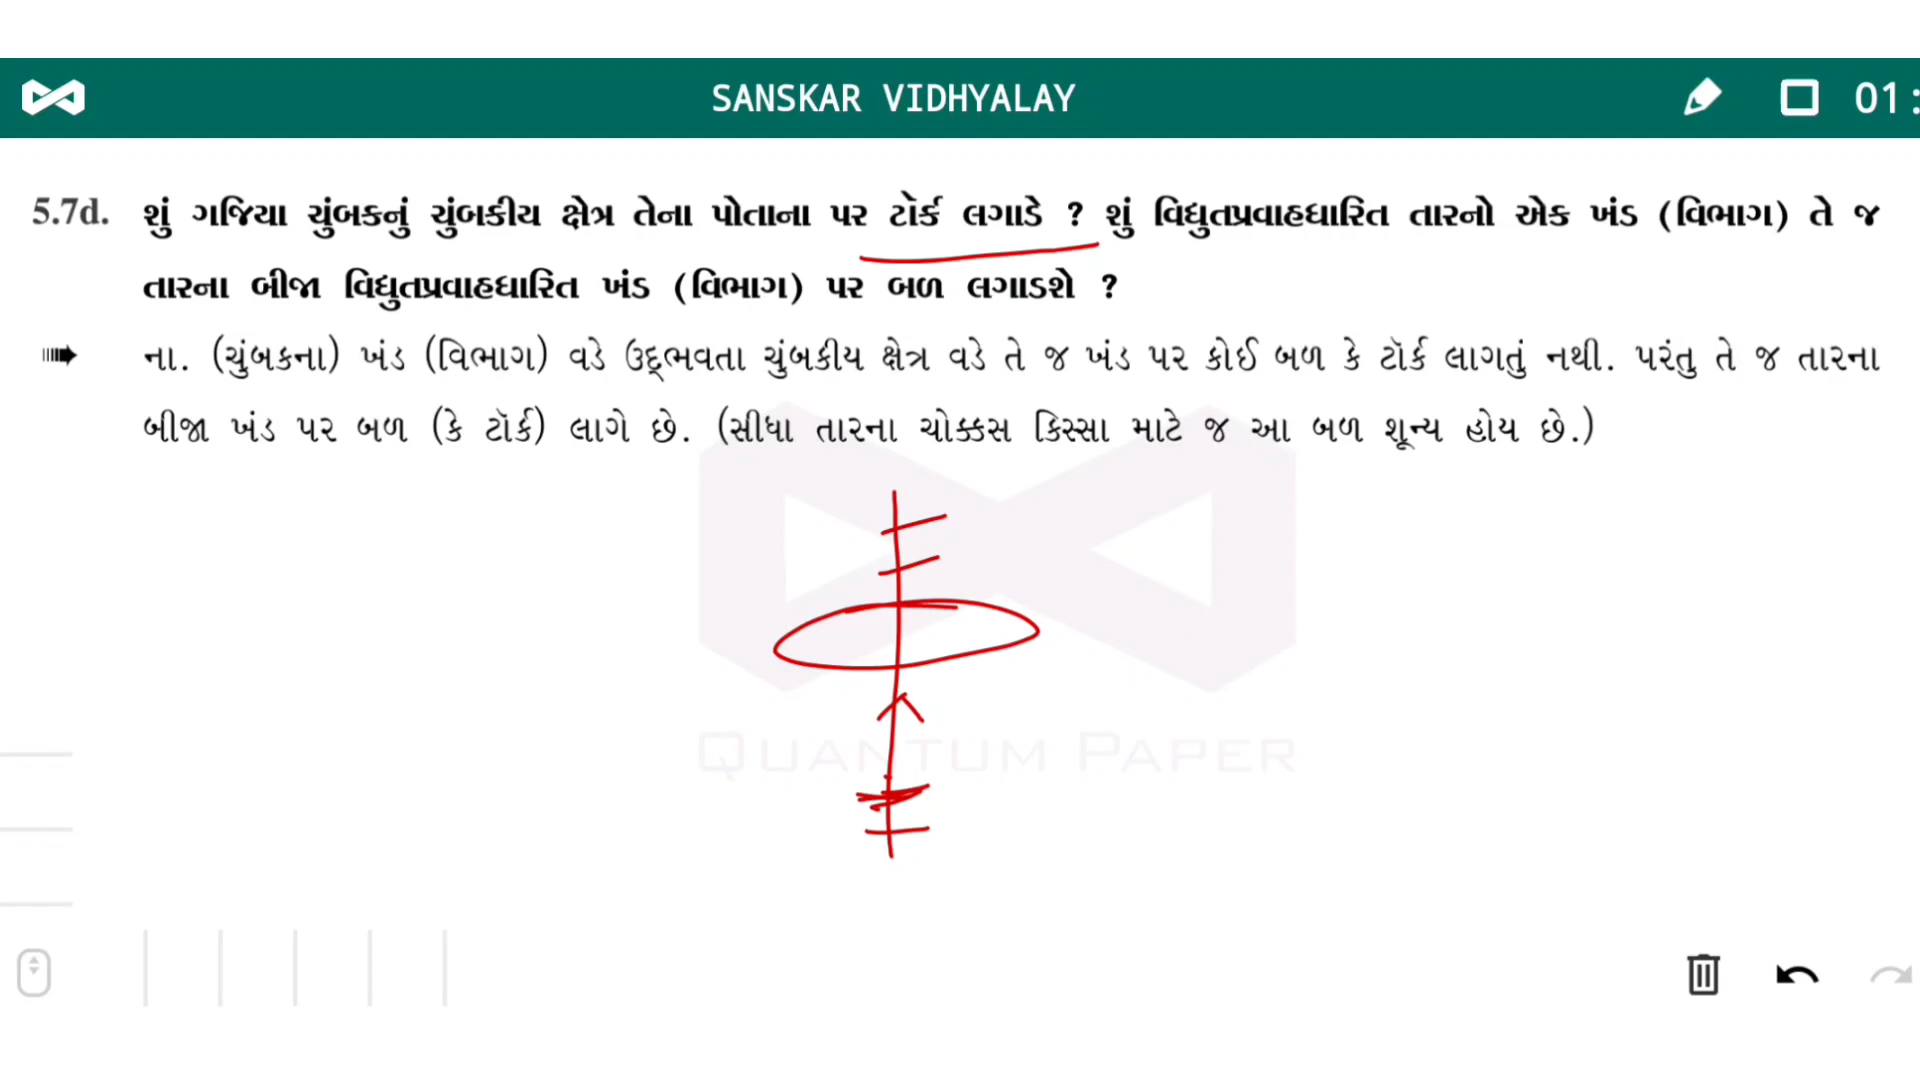 SANSKAR VIDHYALAY
01:
5.7d. શું ગજિયા ચુંબકનું ચુંબકીય ક્ષેત્ર તેના પોતાના પર ટૉર્ક લગાડે ? શું વિદ્યુતપ્રવાહધારિત તારનો એક ખંડ (વિભાગ) તે જ
તારના બીજા વિદ્યુતપ્રવાહધારિત ખંડ (વિભાગ) પર બળ લગાડશે ?
ના. (ચુંબકના) ખંડ (વિભાગ) વડે ઉદ્ભવતા ચુંબકીય ક્ષેત્ર વડે તે જ ખંડ પર કોઈ બળ કે ટૉર્ક લાગતું નથી. પરંતુ તે જ તારના
બીજા ખંડ પર બળ (કે ટૉર્ક) લાગે છે. (સીધા તારના ચોક્કસ કિસ્સા માટે જ આ બળ શૂન્ય હોય છે.)
QUANTUM PAPER